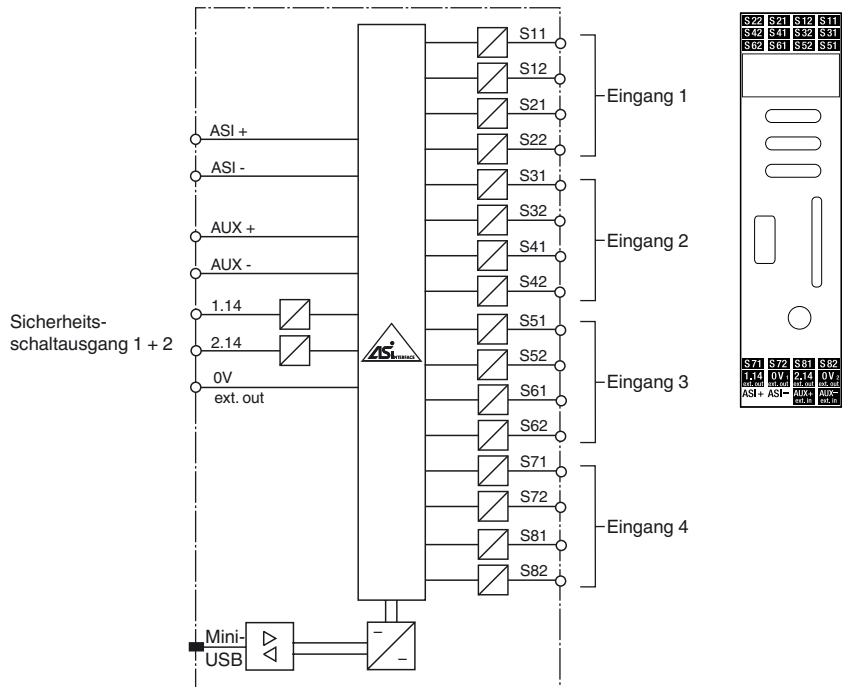 S11
S12
Eingang 1
S21
S22
ASI +
ASI -
S31
S32
Eingang 2
S41
S42
AUX +
AUX -
Sicherheits-
schaltausgang 1 + 2
1.14
2.14
0V
ext. out
ASi
INTERFACE
S51
S52
Eingang 3
S61
S62
S71
S72
Eingang 4
S81
S82
Mini-
USB
S22 S21 S12 S11
S42 S41 S32 S31
S62 S61 S52 S51
S71 S72 S81 S82
1.14 0V1 2.14 0V2
ext. out ext. out ext. out ext. out
ASI+ ASI- AUX+ AUX-
ext. in ext. in